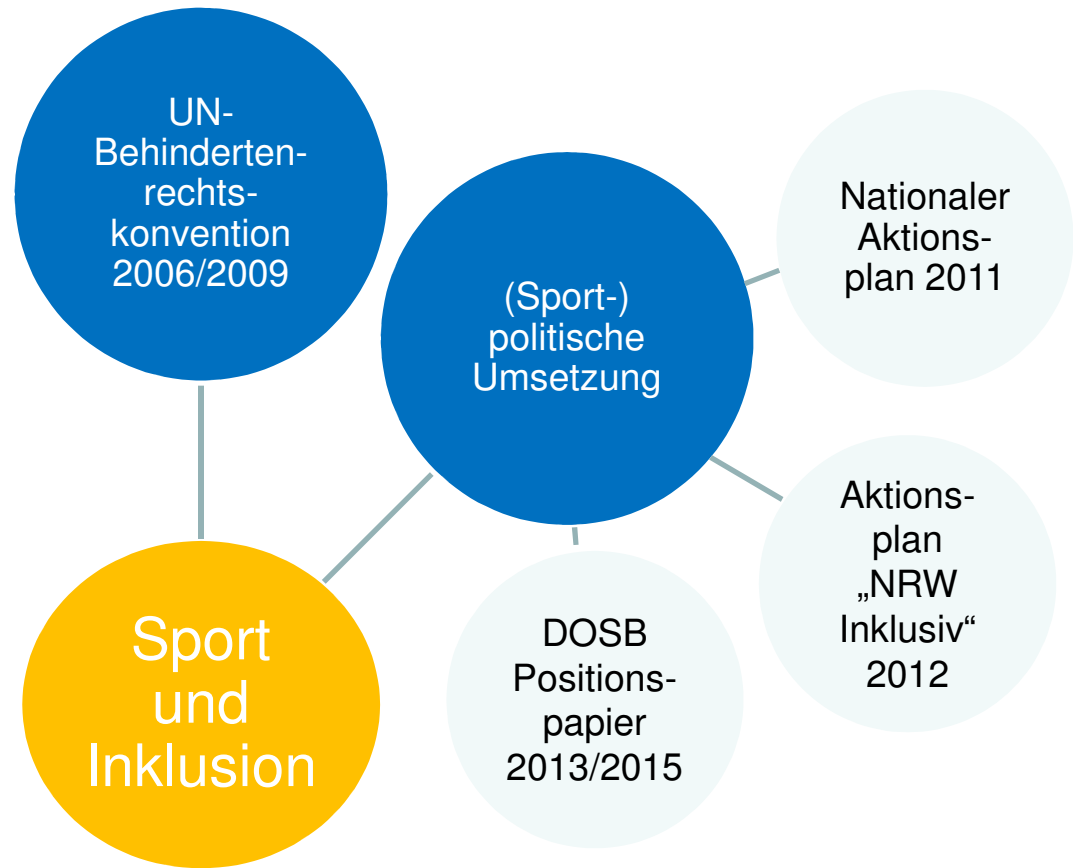 UN-
Behinderten-
rechts-
konvention
2006/2009
(Sport-)
politische
Umsetzung
Nationaler
Aktions-
plan 2011
Aktions-
plan
„NRW
Inklusiv“
2012
DOSB
Positions-
papier
2013/2015
Sport
und
Inklusion